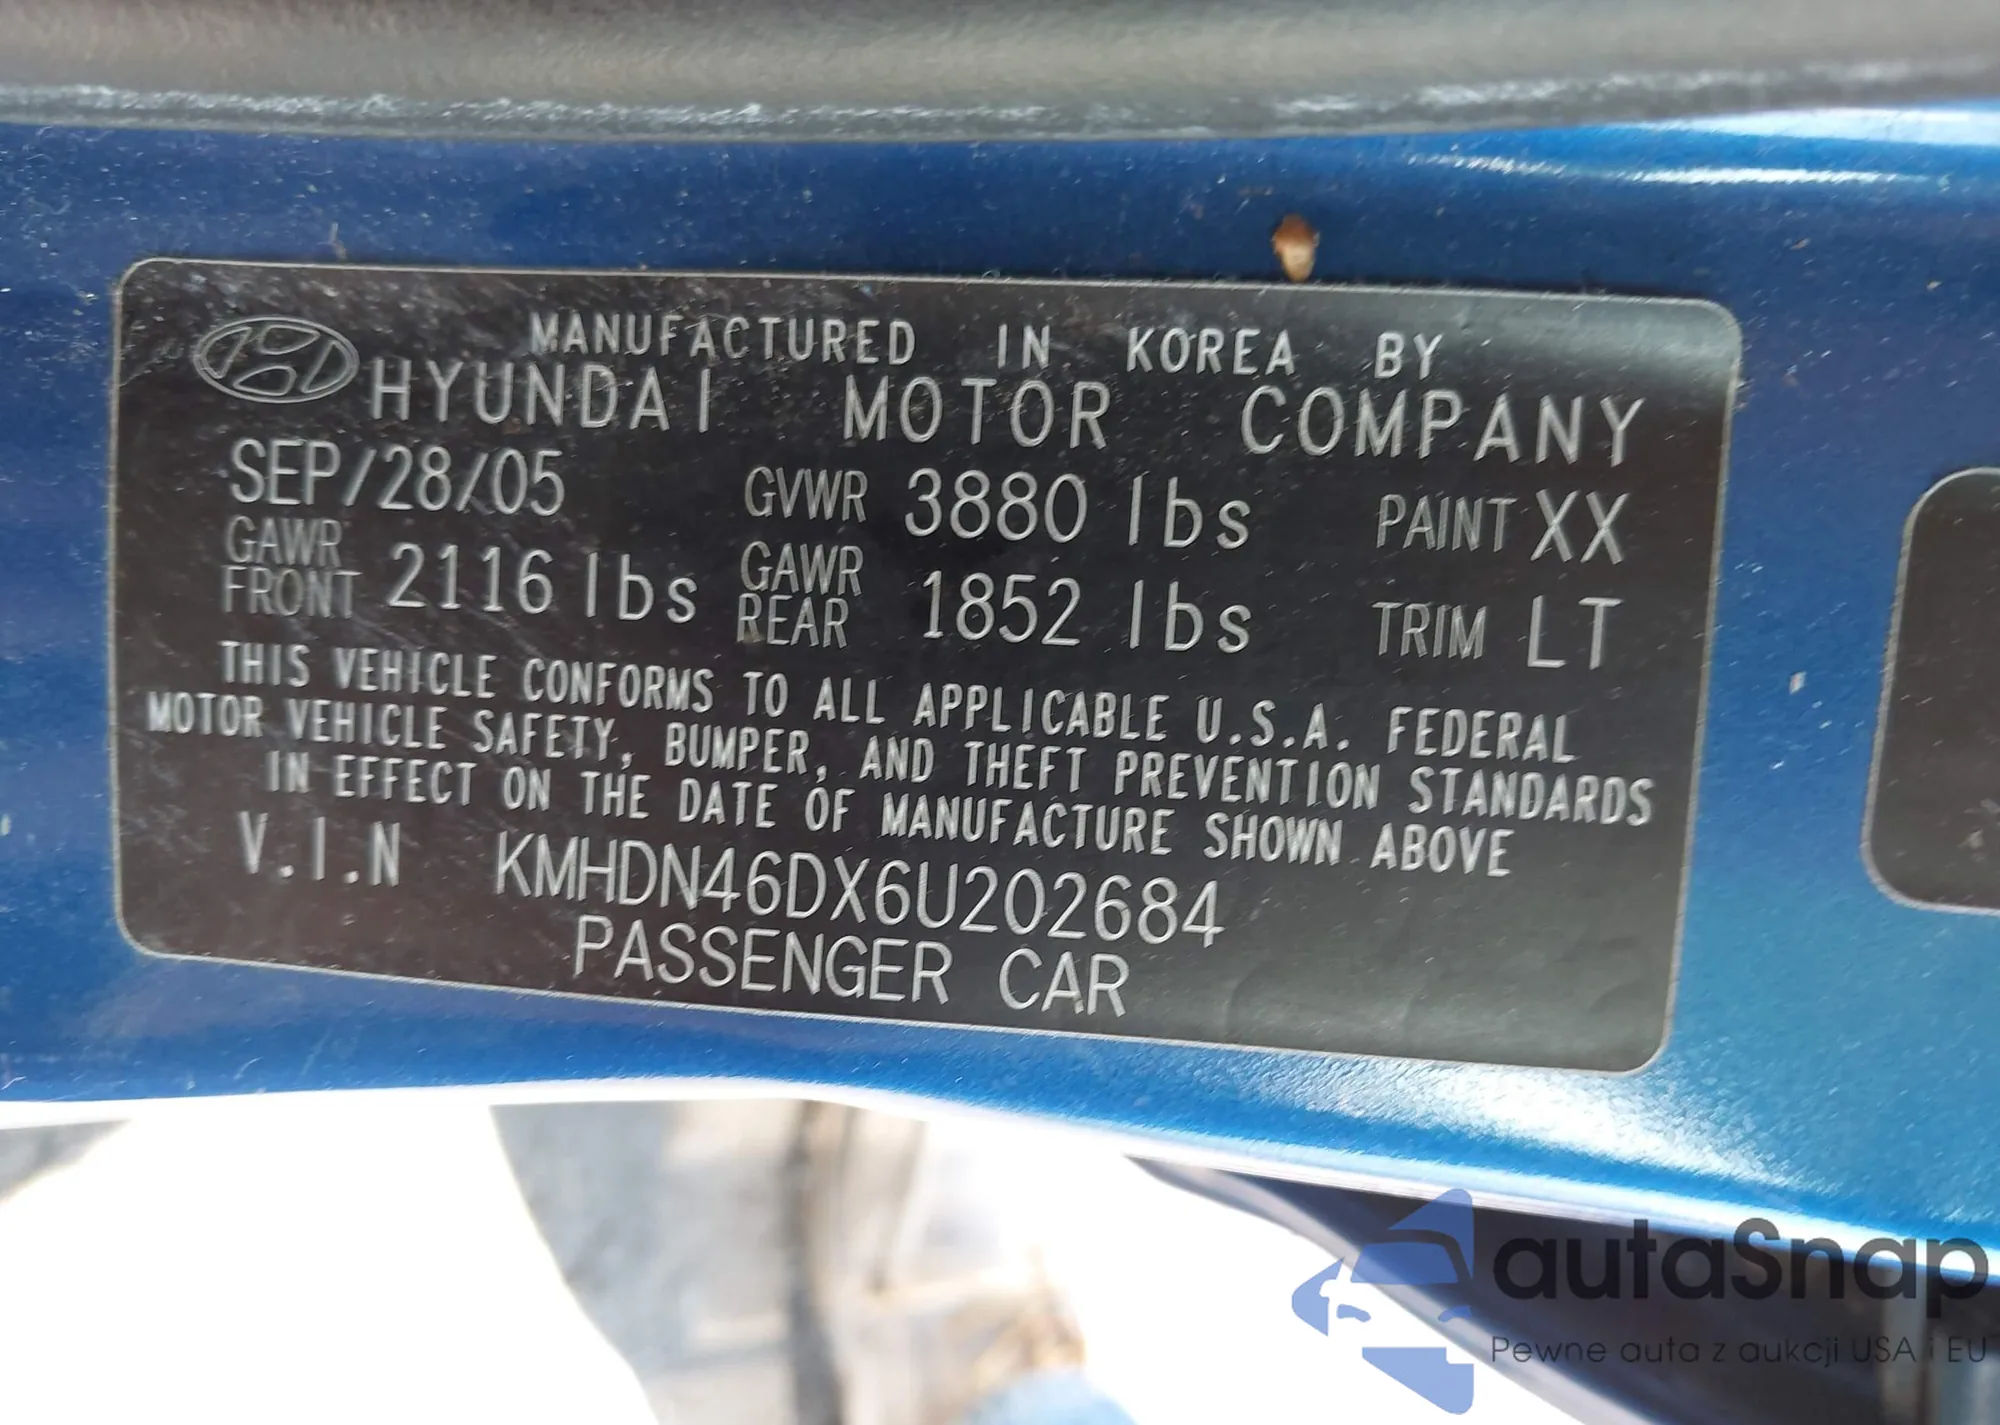 MANUFACTURED IN KOREA BY
HYUNDAI MOTOR COMPANY
SEP/28/05 GVWR 3880 lbs PAINT XX
GAWR FRONT 2116 lbs GAWR REAR 1852 lbs TRIM LT
THIS VEHICLE CONFORMS TO ALL APPLICABLE U.S.A. FEDERAL
MOTOR VEHICLE SAFETY, BUMPER, AND THEFT PREVENTION STANDARDS
IN EFFECT ON THE DATE OF MANUFACTURE SHOWN ABOVE
V.I.N KMHDN46DX6U202684
PASSENGER CAR
autaSnap
Pewne auta z aukcji USA i EU